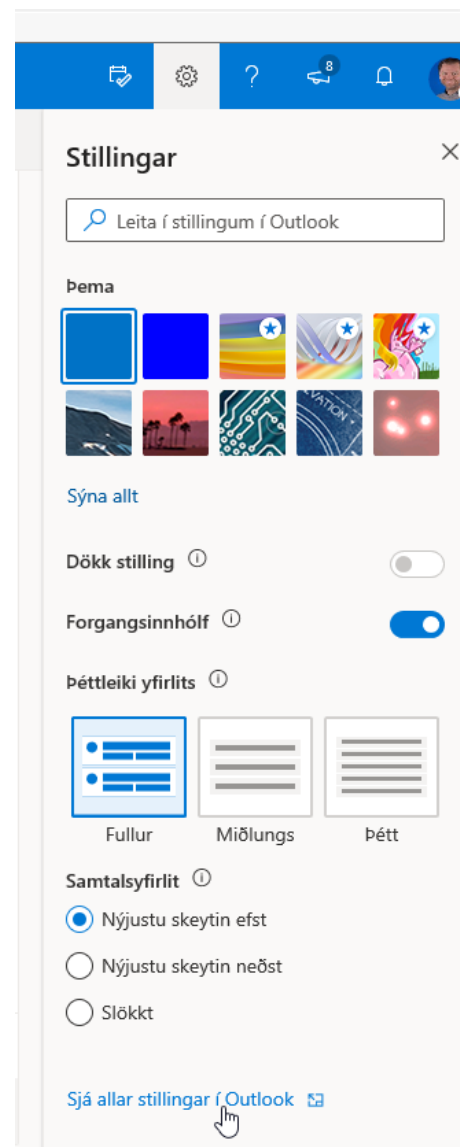 8
Stillingar
Leita í stillingum í Outlook
Þema
VATION
Sýna allt
Dökk stilling
Forgangsinnhólf
Þéttleiki yfirlits
Fullur Miðlungs Þétt
Samtalsyfirlit
Nýjustu skeytin efst
Nýjustu skeytin neðst
Slökkt
Sjá allar stillingar í Outlook